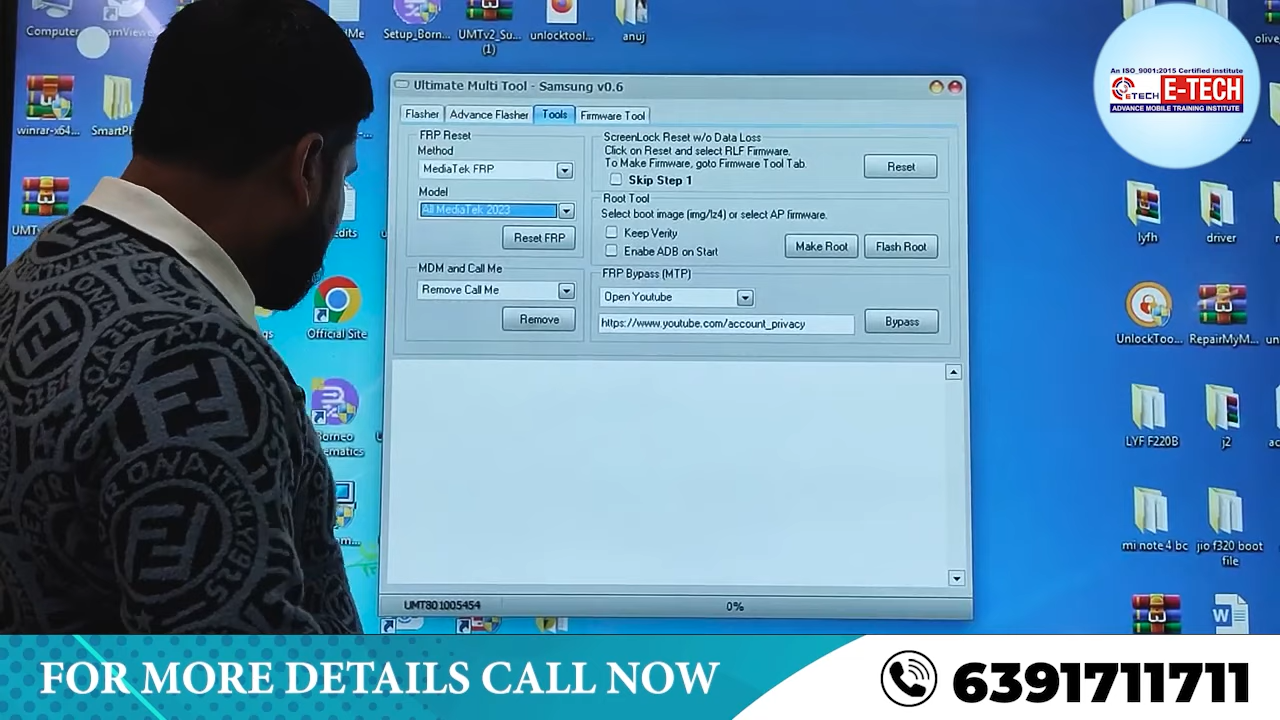 Computer
Setup_Born...
UMTv2_Su...
(1)
unlocktool...
anuj
winrar-x64...
SmartPH
An ISO_9001:2015 Certified institute
ETECH E-TECH
ADVANCE MOBILE TRAINING INSTITUTE
Ultimate Multi Tool - Samsung v0.6
Flasher
Advance Flasher
Tools
Firmware Tool
FRP Reset
Method
MediaTek FRP
Model
All MediaTek 2023
Reset FRP
MDM and Call Me
Remove Call Me
Remove
ScreenLock Reset w/o Data Loss
Click on Reset and select RLF Firmware.
To Make Firmware, goto Firmware Tool Tab.
Skip Step 1
Reset
Root Tool
Select boot image (img/lz4) or select AP firmware.
Keep Verity
Enable ADB on Start
Make Root
Flash Root
FRP Bypass (MTP)
Open Youtube
https://www.youtube.com/account_privacy
Bypass
UMT801005454
0%
Official Site
Borneo
lyfh
driver
UnlockToo...
RepairMyM...
LYF F220B
j2
mi note 4 bc
jio f320 boot
file
FOR MORE DETAILS CALL NOW
6391711711